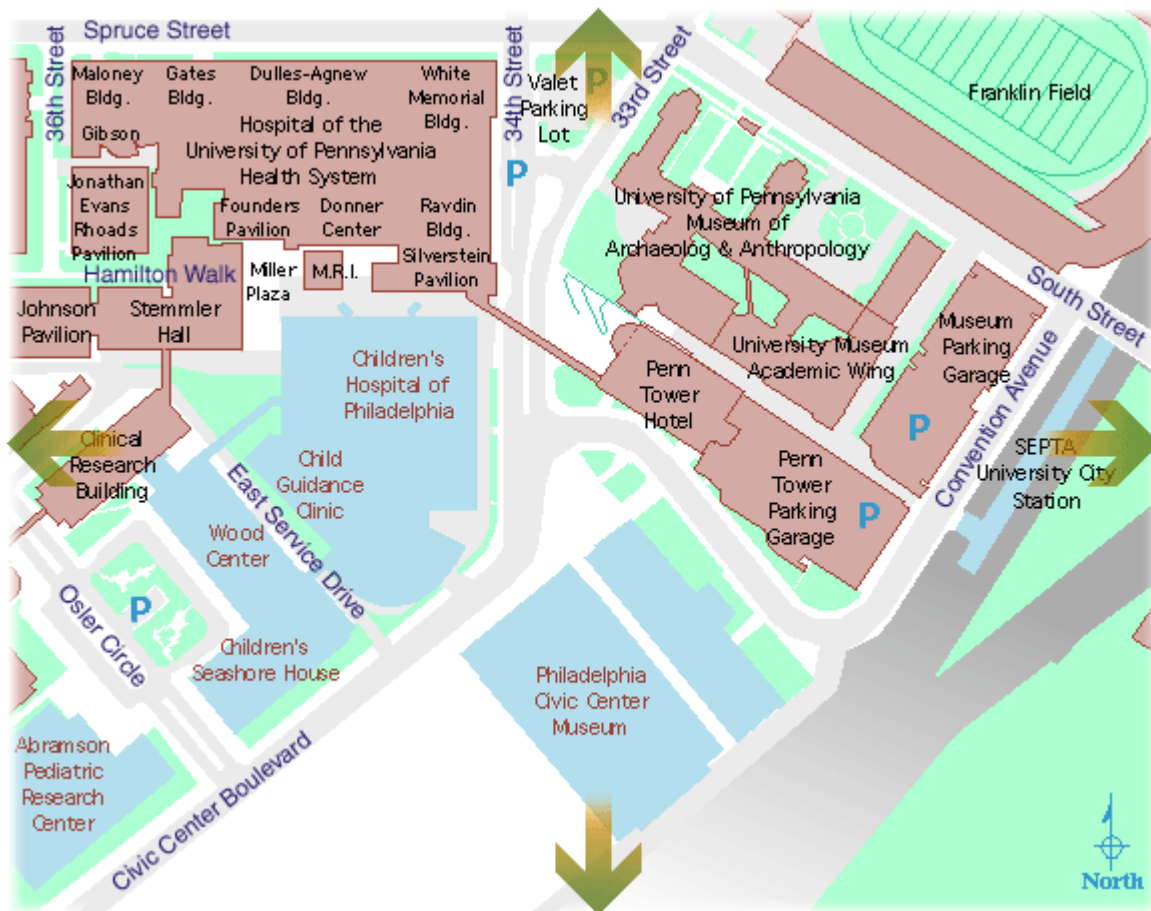 Spruce Street
36th Street
34th Street
33rd Street
Maloney
Bldg.
Gates
Bldg.
Dulles-Agnew
Bldg.
White
Memorial
Bldg.
Valet
Parking
Lot
P
P
Franklin Field
Gibson
Hospital of the
University of Pennsylvania
Health System
Jonathan
Evans
Rhoads
Pavilion
Founders
Pavilion
Donner
Center
Ravdin
Bldg.
Silverstein
Pavilion
University of Pennsylvania
Museum of
Archaeolog & Anthropology
Hamilton Walk
Miller
Plaza
M.R.I.
South Street
Johnson
Pavilion
Stemmler
Hall
Museum
Parking
Garage
P
University Museum
Academic Wing
Children's
Hospital of
Philadelphia
Penn
Tower
Hotel
Convention Avenue
Clinical
Research
Building
Child
Guidance
Clinic
Penn
Tower
Parking
Garage
P
SEPTA
University City
Station
East Service Drive
Wood
Center
Osler Circle
P
Children's
Seashore House
Philadelphia
Civic Center
Museum
Abramson
Pediatric
Research
Center
Civic Center Boulevard
North